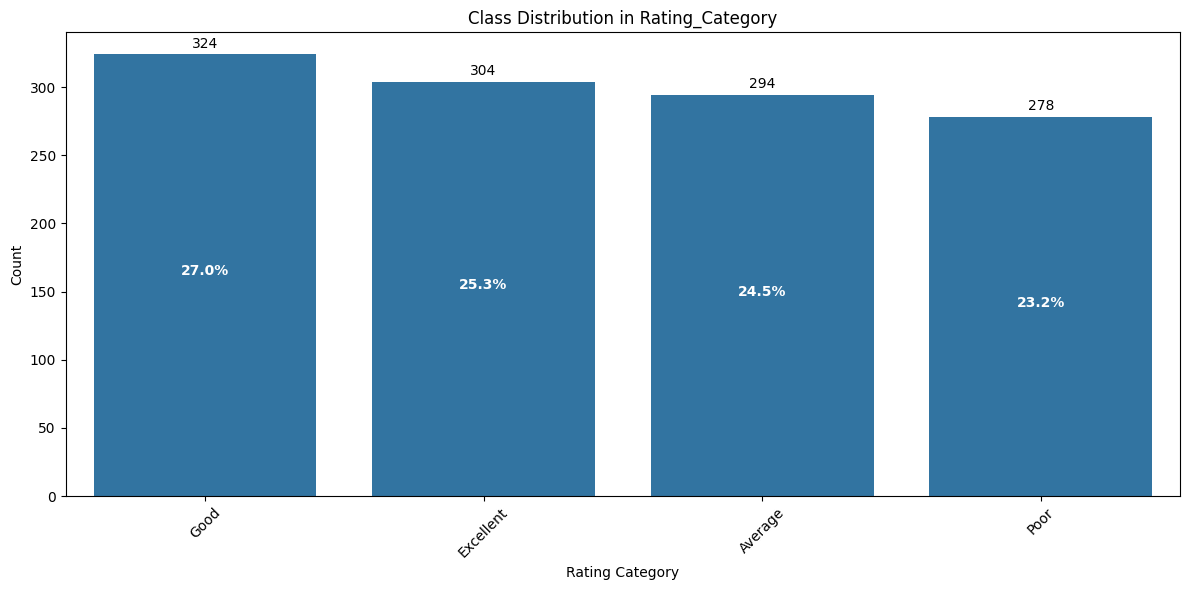 Class Distribution in Rating_Category
324
304
294
278
300
250
200
150
100
50
0
Count
27.0%
25.3%
24.5%
23.2%
Good
Excellent
Average
Poor
Rating Category